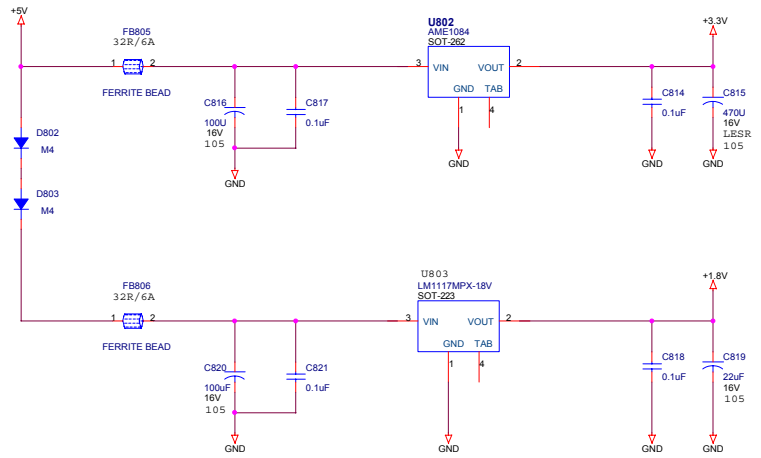 +5V
FB805
32R/6A
1 2
FERRITE BEAD
U802
AME1084
SOT-262
3 VIN VOUT 2
GND TAB
1 4
GND
+3.3V
C816
100U
16V
105
C817
0.1uF
GND
C814
0.1uF
GND
C815
470U
16V
LESR
105
GND
D802
M4
D803
M4
FB806
32R/6A
1 2
FERRITE BEAD
U803
LM1117MPX-1.8V
SOT-223
3 VIN VOUT 2
GND TAB
1 4
GND
+1.8V
C820
100uF
16V
105
C821
0.1uF
GND
C818
0.1uF
GND
C819
22uF
16V
105
GND